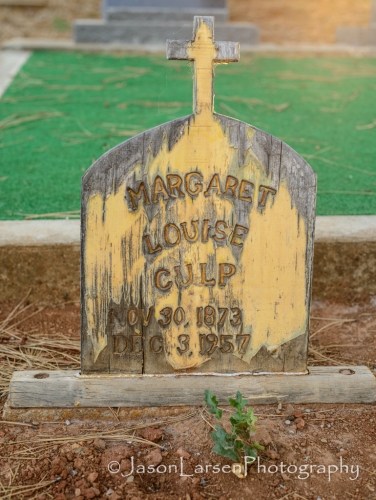 MARGARET
LOUISE
CULP
NOV 30, 1873
DEC 3, 1957
©JasonLarsenPhotography